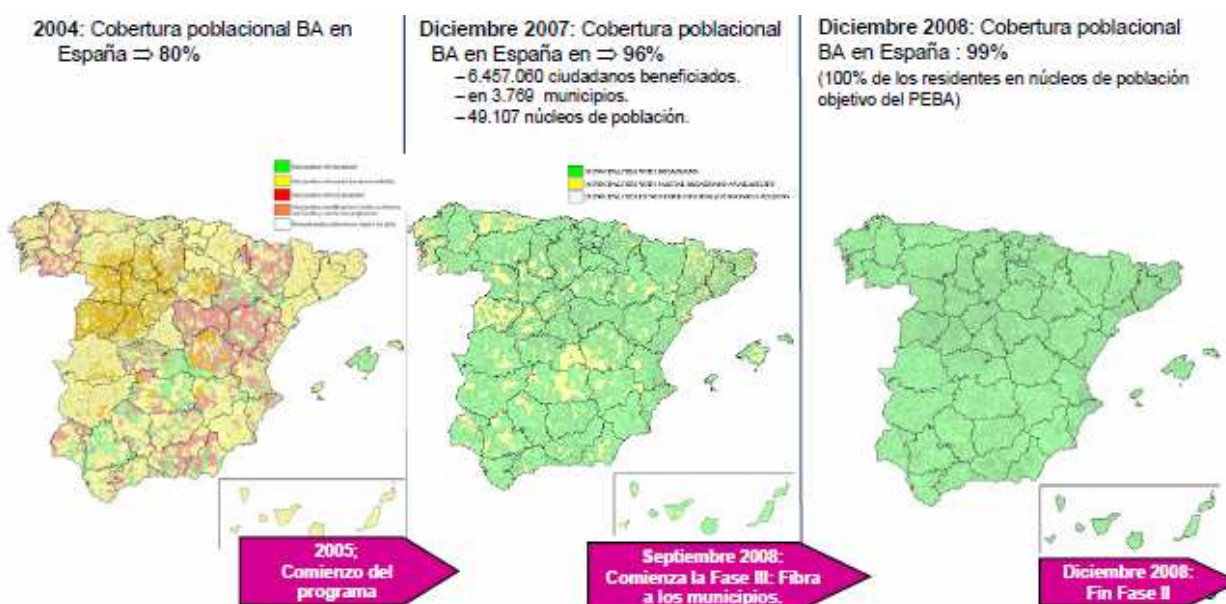 2004: Cobertura poblacional BA en
España ⇒ 80%
Diciembre 2007: Cobertura poblacional
BA en España en ⇒ 96%
– 6.457.060 ciudadanos beneficiados.
– en 3.769 municipios.
– 49.107 núcleos de población.
Diciembre 2008: Cobertura poblacional
BA en España : 99%
(100% de los residentes en núcleos de población
objetivo del PEBA)
2005;
Comienzo del
programa
Septiembre 2008:
Comienza la Fase III: Fibra
a los municipios.
Diciembre 2008:
Fin Fase II